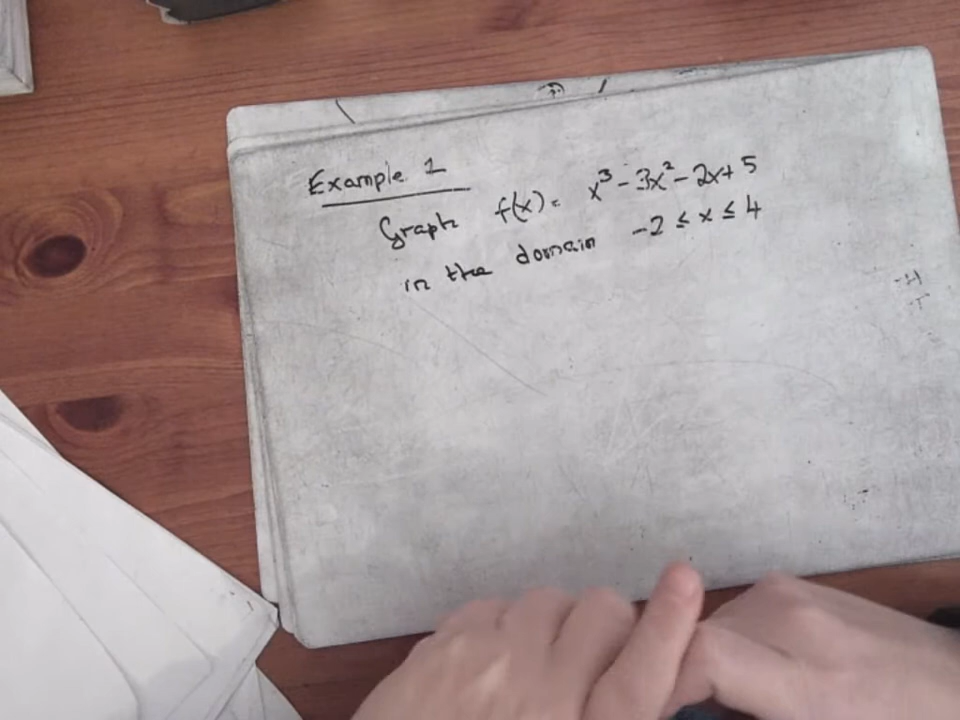 Example 1
Graph f(x) = x³ - 3x² - 2x + 5
in the domain -2 ≤ x ≤ 4